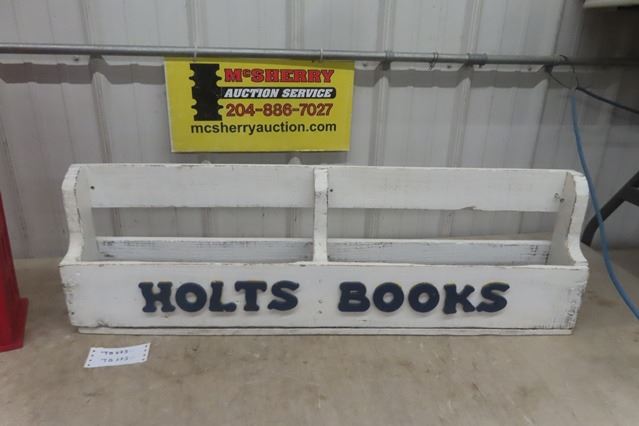 McSHERRY
AUCTION SERVICE
204-886-7027
mcsherryauction.com
HOLTS BOOKS